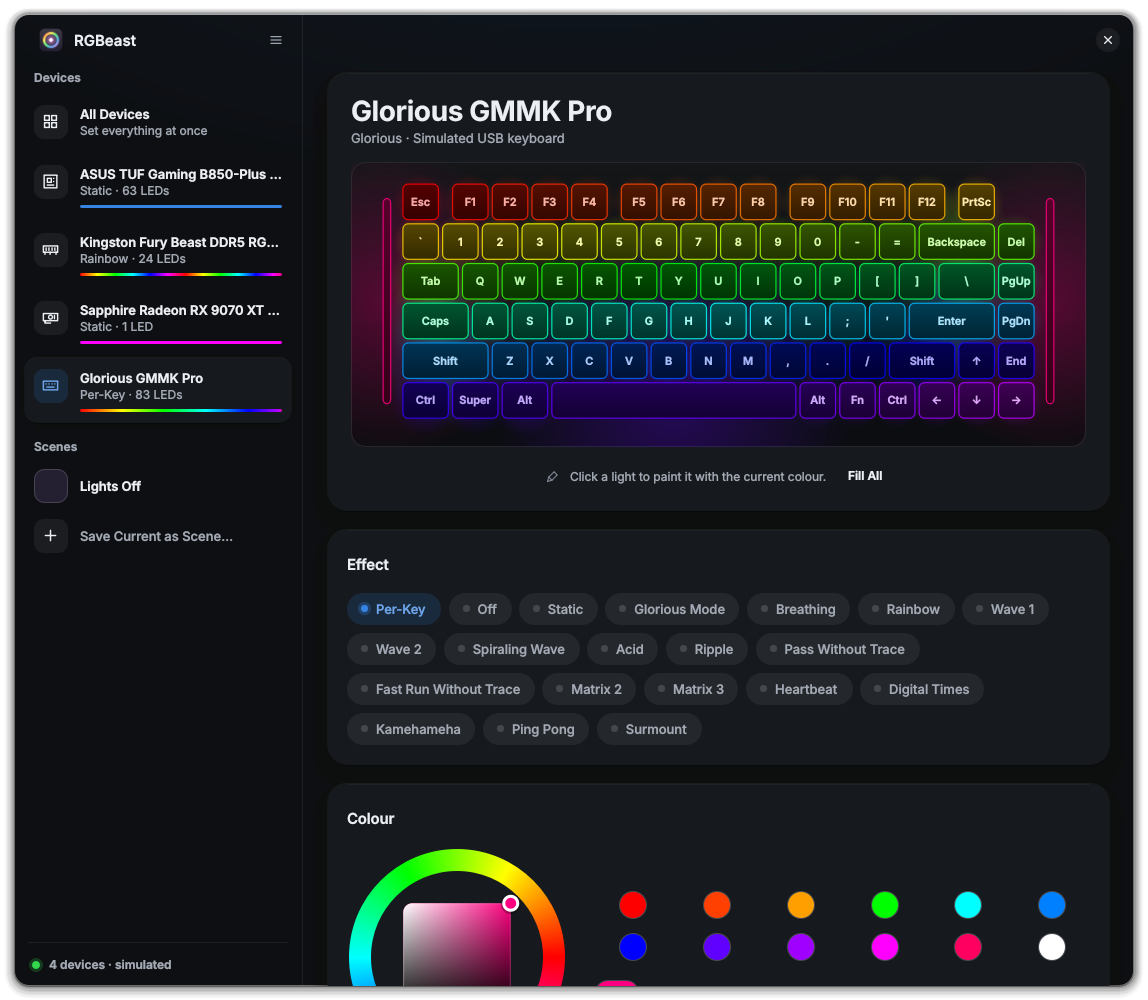 RGBeast
Devices
All Devices
Set everything at once
ASUS TUF Gaming B850-Plus ...
Static · 63 LEDs
Kingston Fury Beast DDR5 RG...
Rainbow · 24 LEDs
Sapphire Radeon RX 9070 XT ...
Static · 1 LED
Glorious GMMK Pro
Per-Key · 83 LEDs
Scenes
Lights Off
Save Current as Scene...
4 devices · simulated
Glorious GMMK Pro
Glorious · Simulated USB keyboard
Esc F1 F2 F3 F4 F5 F6 F7 F8 F9 F10 F11 F12 PrtSc
` 1 2 3 4 5 6 7 8 9 0 - = Backspace Del
Tab Q W E R T Y U I O P [ ] \ PgUp
Caps A S D F G H J K L ; ' Enter PgDn
Shift Z X C V B N M , . / Shift ↑ End
Ctrl Super Alt Alt Fn Ctrl ← ↓ →
Click a light to paint it with the current colour. Fill All
Effect
Per-Key Off Static Glorious Mode Breathing Rainbow Wave 1
Wave 2 Spiraling Wave Acid Ripple Pass Without Trace
Fast Run Without Trace Matrix 2 Matrix 3 Heartbeat Digital Times
Kamehameha Ping Pong Surmount
Colour